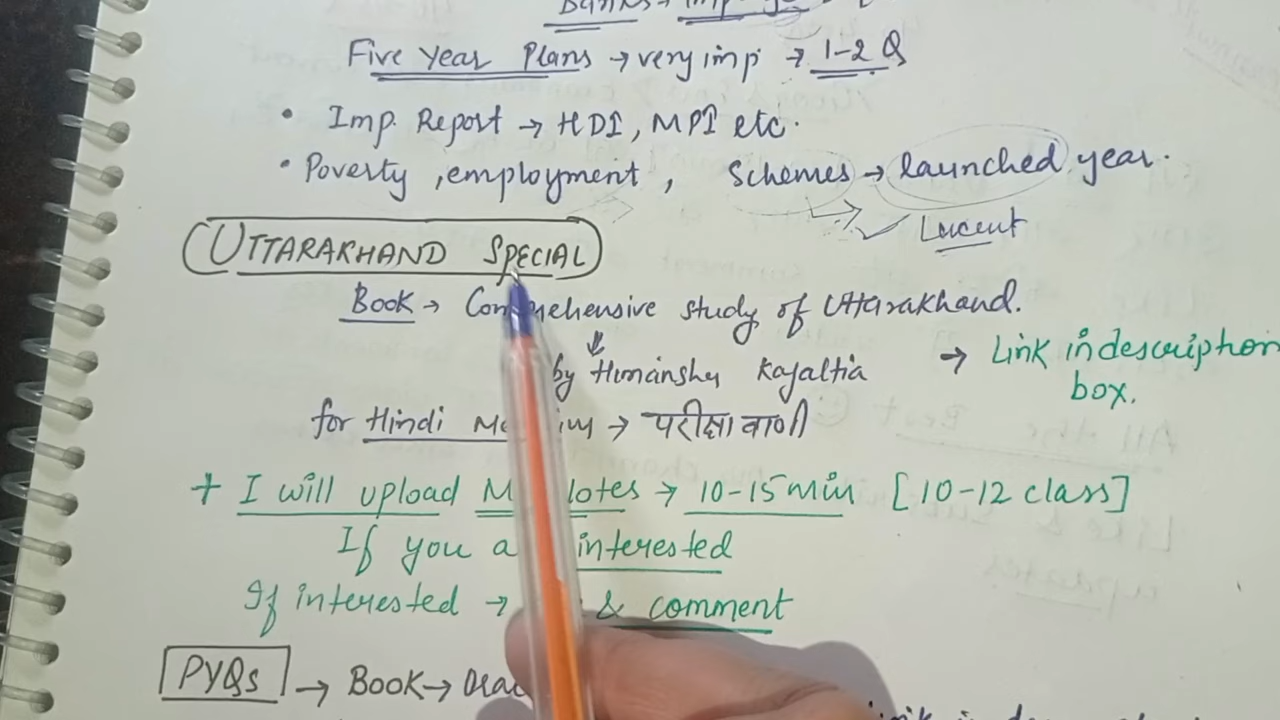 Banks → Imp
Five Year Plans → very imp → 1-2 Q
• Imp. Report → HDI, MPI etc.
• Poverty, employment, Schemes → launched year.
→ ✓ Lucent
UTTARAKHAND SPECIAL
Book → Comprehensive study of Uttarakhand.
by Himanshu Kafaltia → Link in description
box.
for Hindi → परीक्षा वाणी
+ I will upload → 10-15 min [10-12 class]
If you interested
If interested → & comment
PYQs → Book →